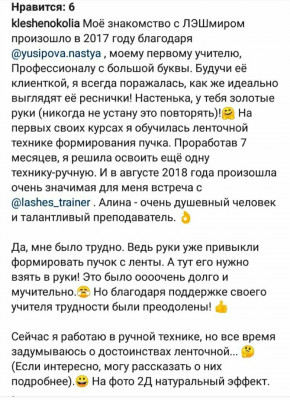 Нравится: 6
kleshenokolia Моё знакомство с ЛЭШмиром
произошло в 2017 году благодаря
@yusipova.nastya , моему первому учителю,
Профессионалу с большой буквы. Будучи её
клиенткой, я всегда поражалась, как же идеально
выглядят её реснички! Настенька, у тебя золотые
руки (никогда не устану это повторять)!🤗 На
первых своих курсах я обучилась ленточной
технике формирования пучка. Проработав 7
месяцев, я решила освоить ещё одну
технику-ручную. И в августе 2018 года произошла
очень значимая для меня встреча с
@lashes_trainer . Алина - очень душевный человек
и талантливый преподаватель. 👌
Да, мне было трудно. Ведь руки уже привыкли
формировать пучок с ленты. А тут его нужно
взять в руки! Это было оооочень долго и
мучительно.😤 Но благодаря поддержке своего
учителя трудности были преодолены! 👍
Сейчас я работаю в ручной технике, но все время
задумываюсь о достоинствах ленточной... 🤔
(Если интересно, могу рассказать о них
подробнее).😀 На фото 2Д натуральный эффект.